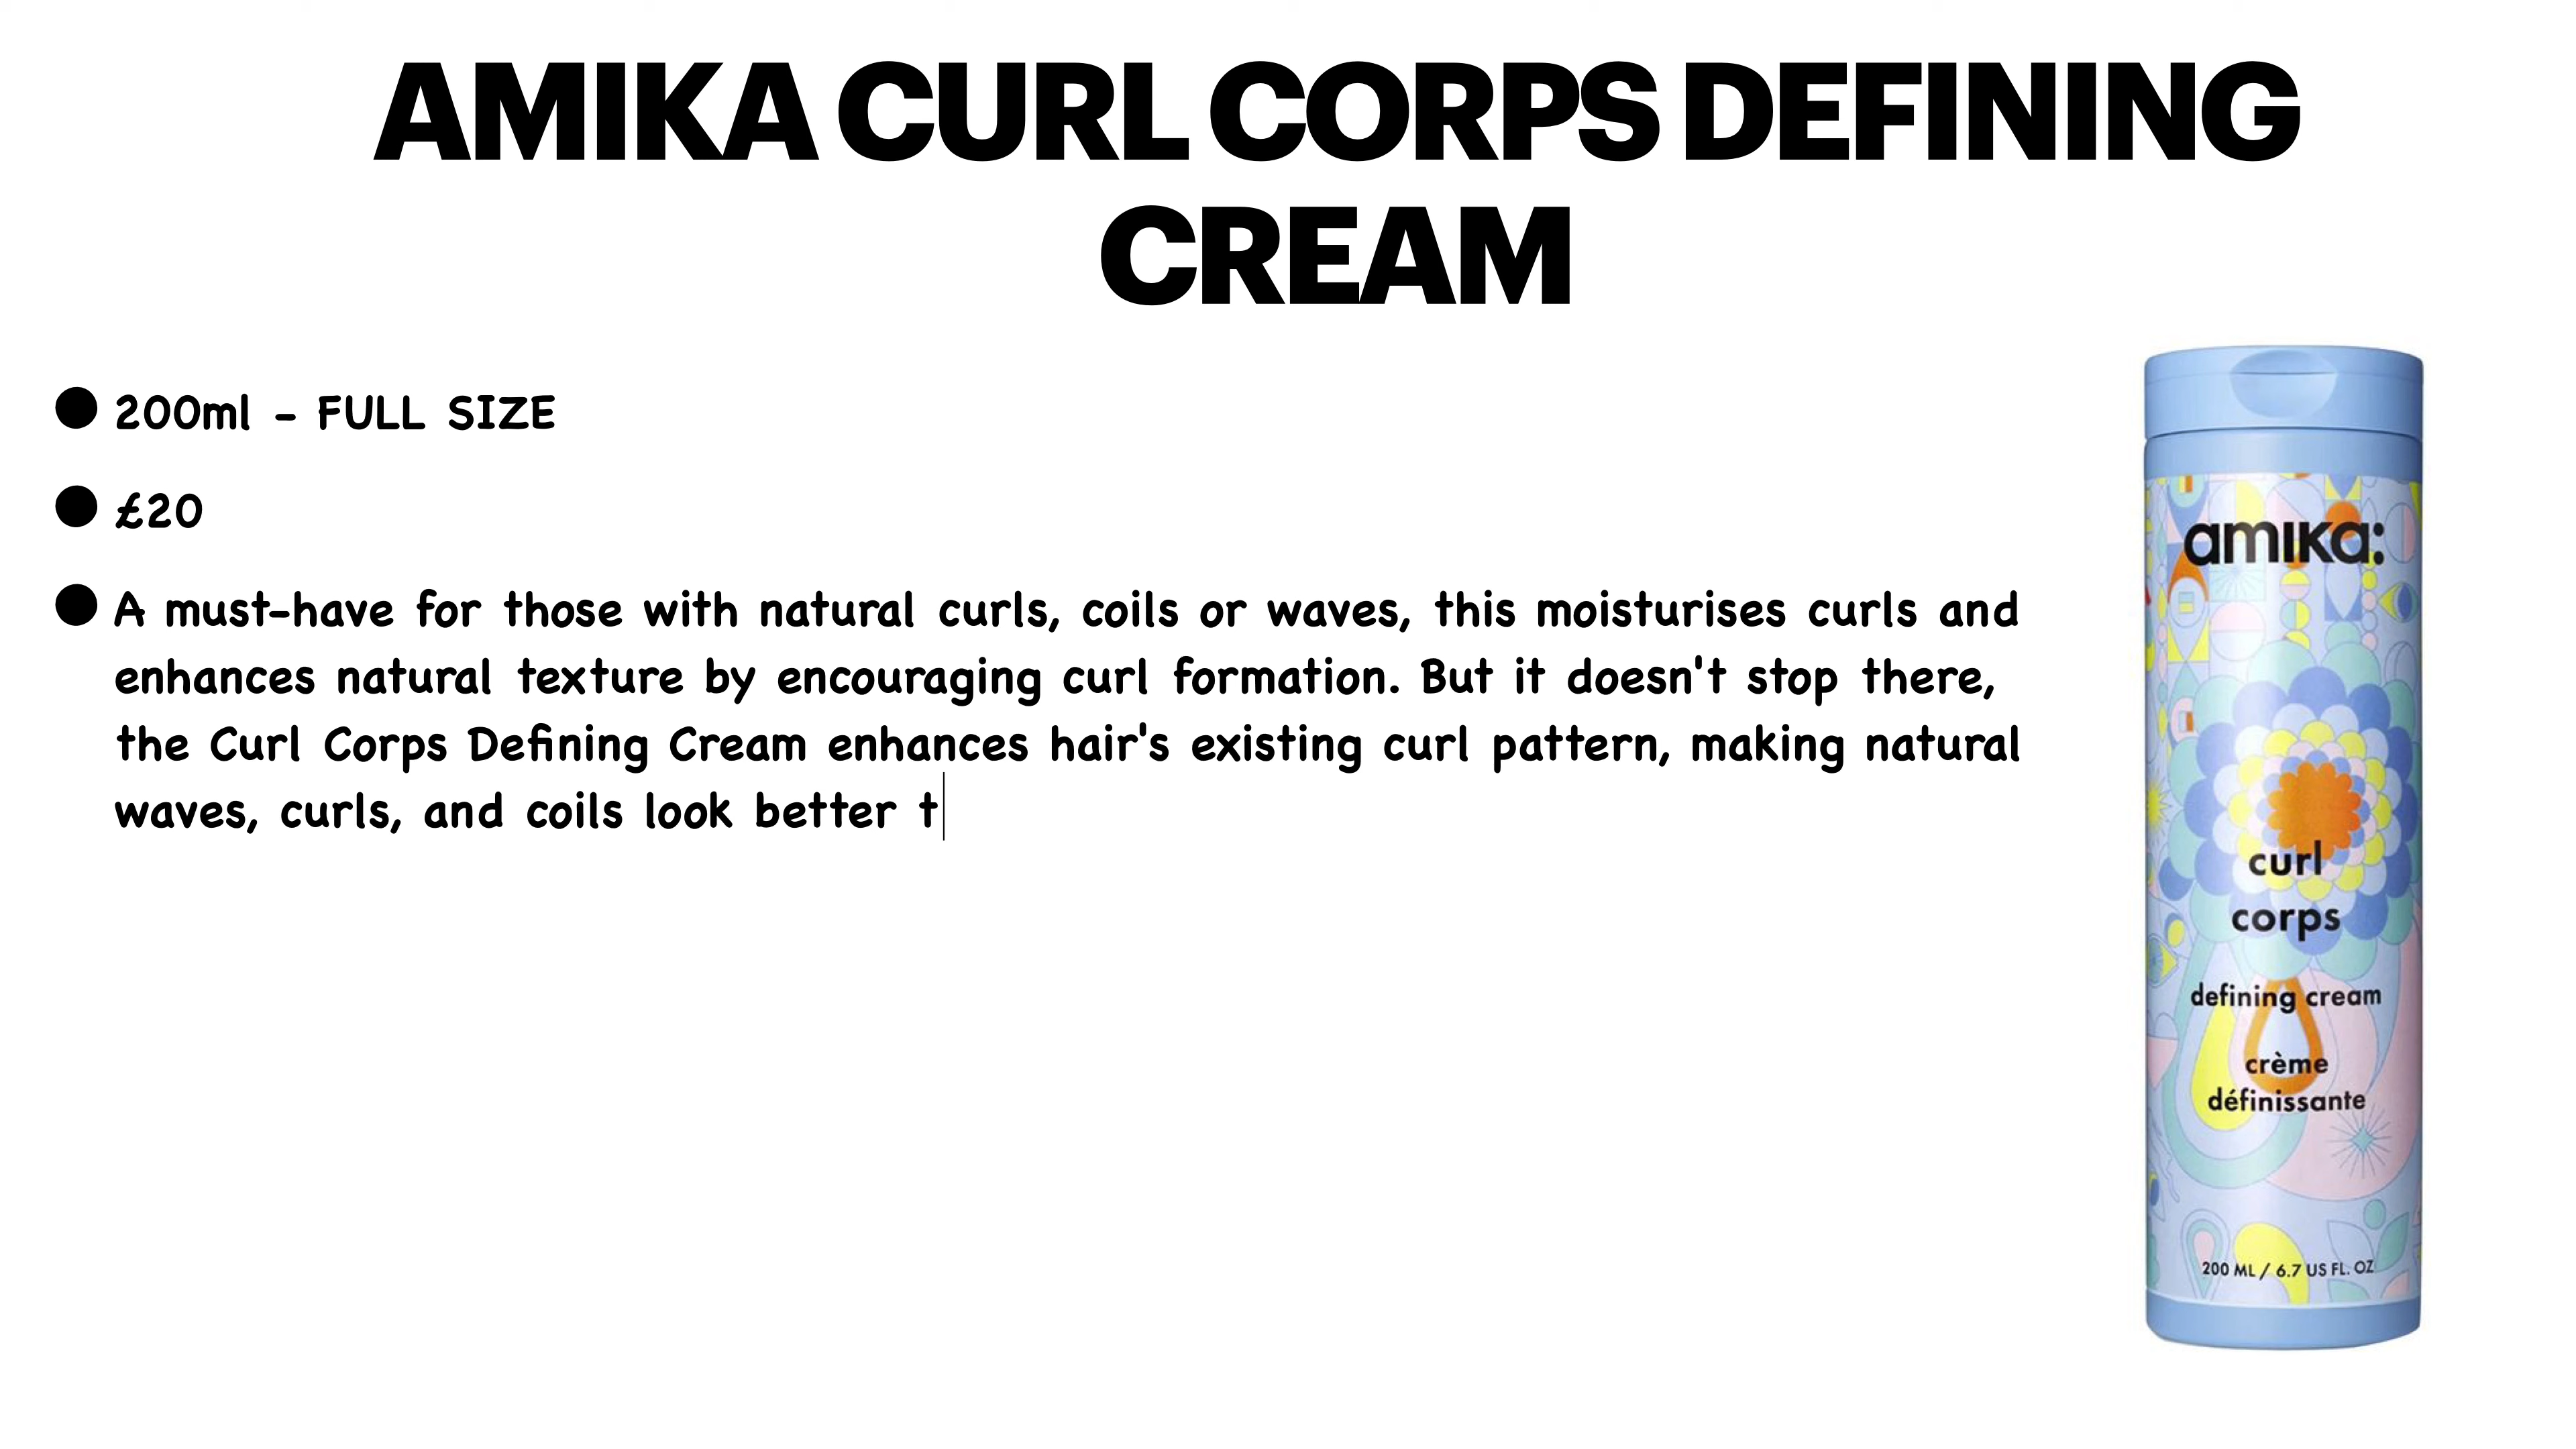 AMIKA CURL CORPS DEFINING
CREAM
200ml - FULL SIZE
£20
A must-have for those with natural curls, coils or waves, this moisturises curls and
enhances natural texture by encouraging curl formation. But it doesn't stop there,
the Curl Corps Defining Cream enhances hair's existing curl pattern, making natural
waves, curls, and coils look better t
amika:
curl
corps
defining cream
crème
définissante
200 ML / 6.7 US FL. OZ